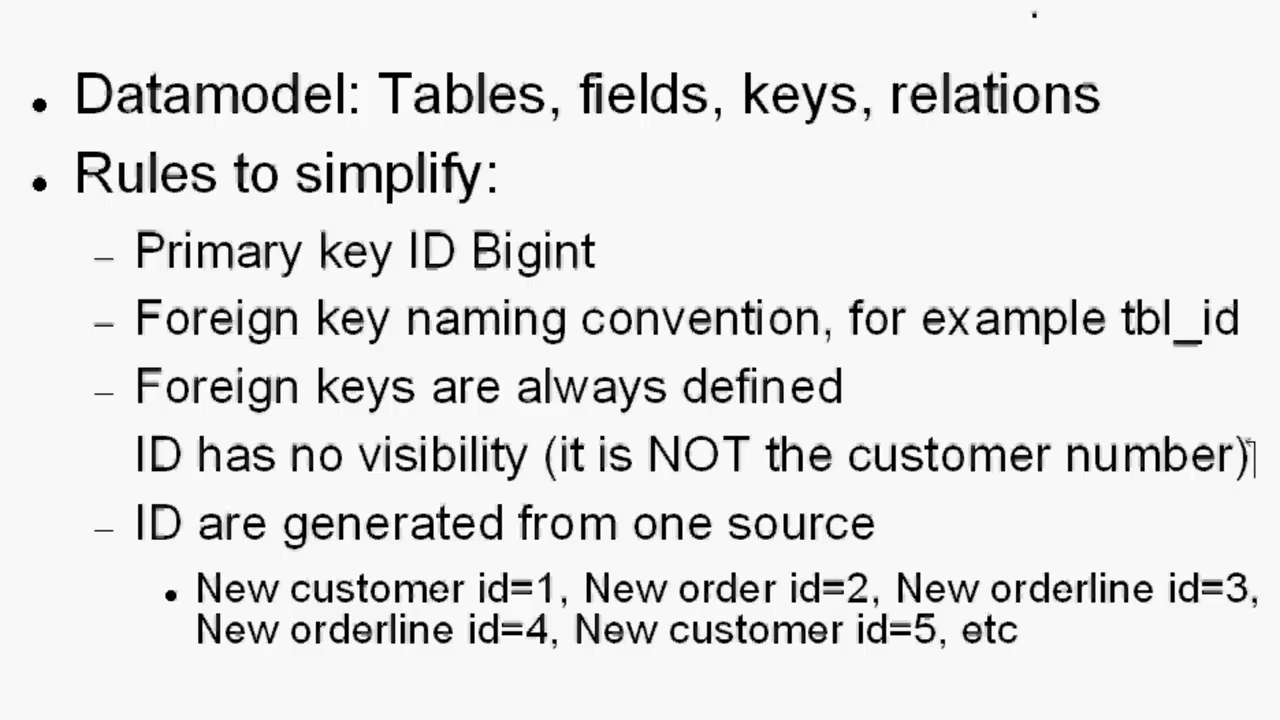 • Datamodel: Tables, fields, keys, relations
• Rules to simplify:
– Primary key ID Bigint
– Foreign key naming convention, for example tbl_id
– Foreign keys are always defined
ID has no visibility (it is NOT the customer number)
– ID are generated from one source
• New customer id=1, New order id=2, New orderline id=3,
New orderline id=4, New customer id=5, etc